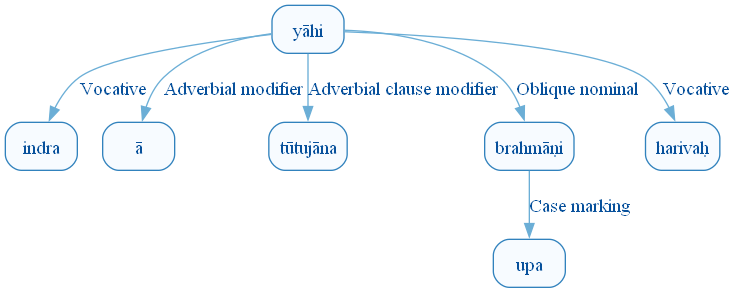 yāhi
Vocative Adverbial modifier Adverbial clause modifier Oblique nominal Vocative
indra ā tūtujāna brahmāṇi harivaḥ
Case marking
upa